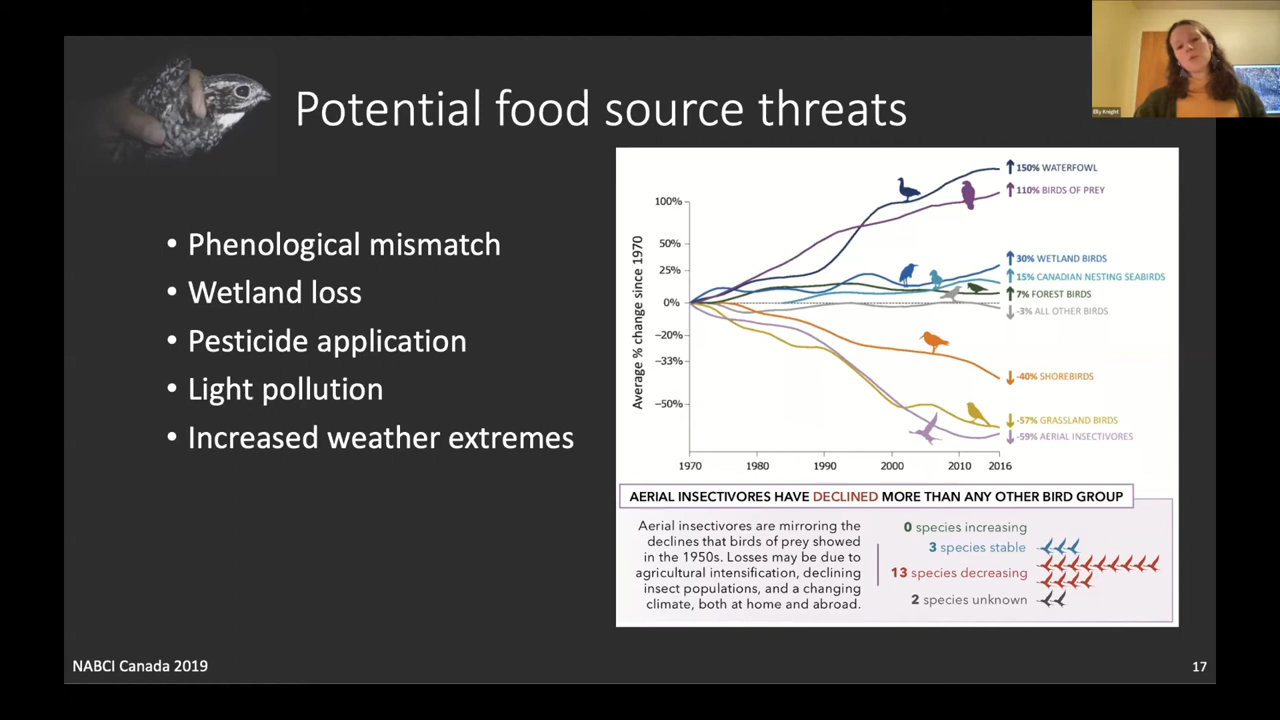 Potential food source threats
Elly Knight
• Phenological mismatch
• Wetland loss
• Pesticide application
• Light pollution
• Increased weather extremes
Average % change since 1970
100%
50%
25%
0%
−20%
−33%
−50%
1970
1980
1990
2000
2010
2016
150% WATERFOWL
110% BIRDS OF PREY
30% WETLAND BIRDS
15% CANADIAN NESTING SEABIRDS
7% FOREST BIRDS
-3% ALL OTHER BIRDS
-40% SHOREBIRDS
-57% GRASSLAND BIRDS
-59% AERIAL INSECTIVORES
AERIAL INSECTIVORES HAVE DECLINED MORE THAN ANY OTHER BIRD GROUP
Aerial insectivores are mirroring the
declines that birds of prey showed
in the 1950s. Losses may be due to
agricultural intensification, declining
insect populations, and a changing
climate, both at home and abroad.
0 species increasing
3 species stable
13 species decreasing
2 species unknown
NABCI Canada 2019
17